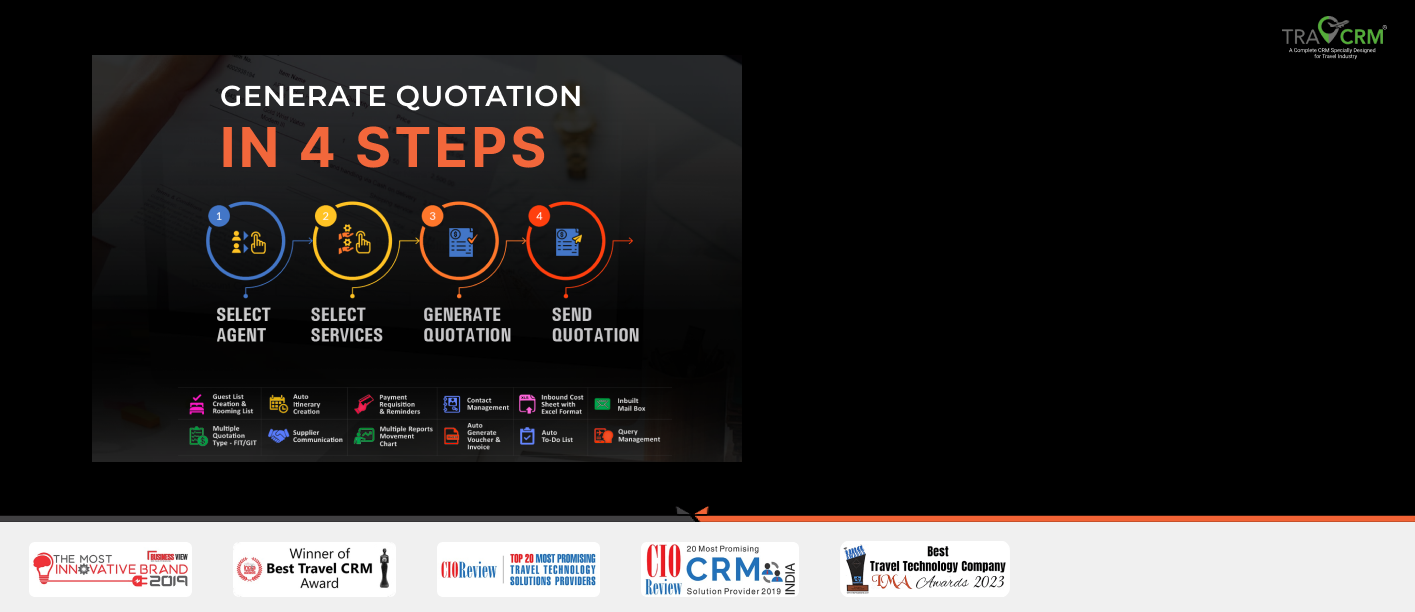 TRAVCRM®
A Complete CRM Specially Designed
for Travel Industry
GENERATE QUOTATION
IN 4 STEPS
1
2
3
4
SELECT
AGENT
SELECT
SERVICES
GENERATE
QUOTATION
SEND
QUOTATION
Guest List
Creation &
Rooming List
Auto
Itinerary
Creation
Payment
Requisition
& Reminders
Contact
Management
Inbound Cost
Sheet with
Excel Format
Inbuilt
Mail Box
Multiple
Quotation
Type - FIT/GIT
Supplier
Communication
Multiple Reports
Movement
Chart
Auto
Generate
Voucher &
Invoice
Auto
To-Do List
Query
Management
THE MOST
BUSINESS VIEW
INNOVATIVE BRAND
2019
Winner of
Best Travel CRM
Award
CIOReview
TOP 20 MOST PROMISING
TRAVEL TECHNOLOGY
SOLUTIONS PROVIDERS
CIO
Review
20 Most Promising
CRM
INDIA
Solution Provider 2019
Best
Travel Technology Company
LMA Awards 2023